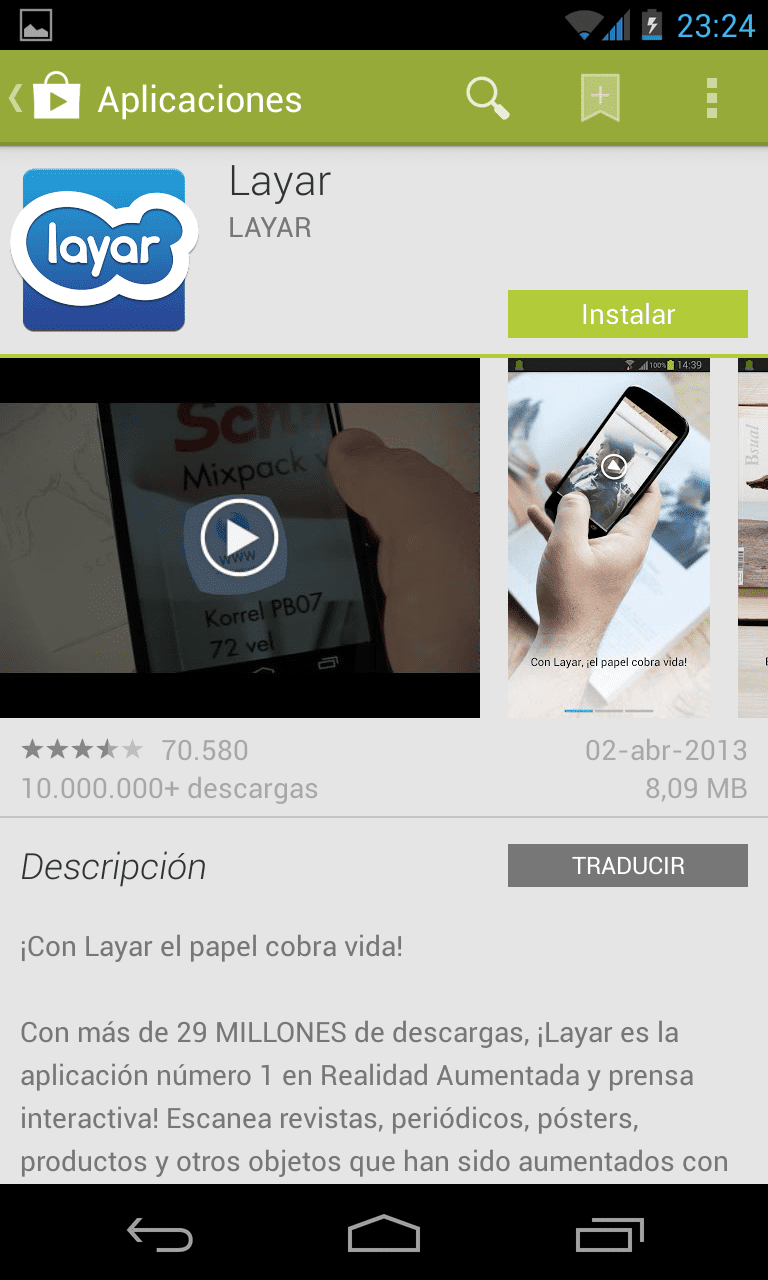 23:24
Aplicaciones
Layar
LAYAR
layar
Instalar
Sch
Mixpack v
www
Korrel PB07
72 vel
100% 14:39
Con Layar, ¡el papel cobra vida!
Bsual
70.580
02-abr-2013
10.000.000+ descargas
8,09 MB
Descripción
TRADUCIR
¡Con Layar el papel cobra vida!
Con más de 29 MILLONES de descargas, ¡Layar es la
aplicación número 1 en Realidad Aumentada y prensa
interactiva! Escanea revistas, periódicos, pósters,
productos y otros objetos que han sido aumentados con